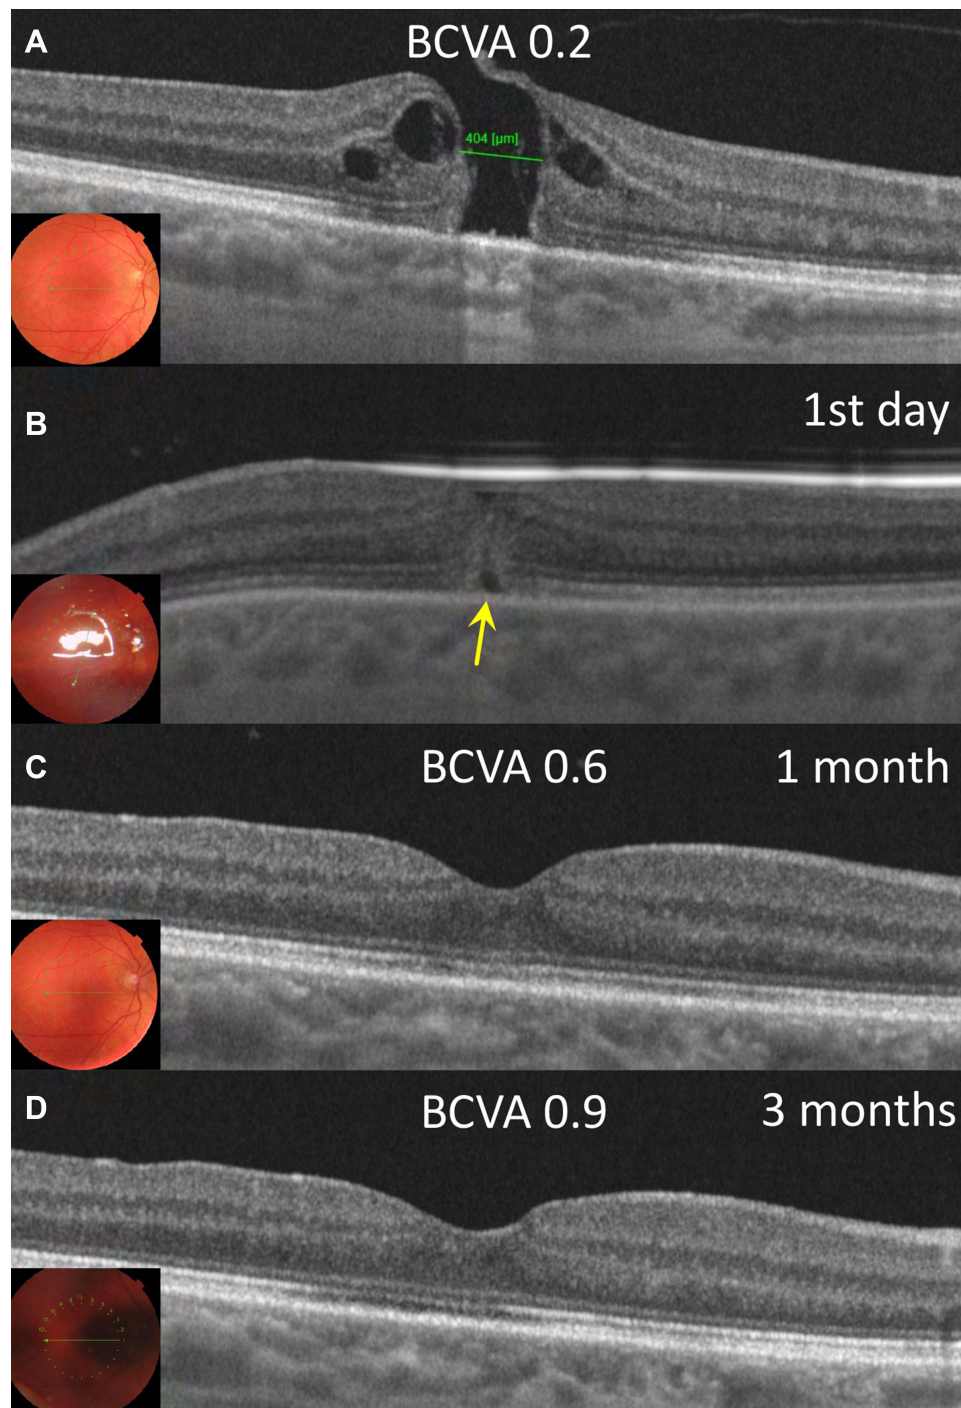 A
BCVA 0.2
404 [µm]
B
1st day
C
BCVA 0.6
1 month
D
BCVA 0.9
3 months